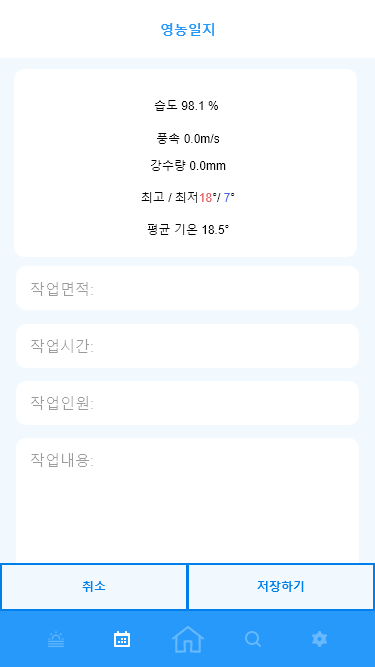 영농일지
습도 98.1 %
풍속 0.0m/s
강수량 0.0mm
최고 / 최저18°/ 7°
평균 기온 18.5°
작업면적:
작업시간:
작업인원:
작업내용:
취소
저장하기